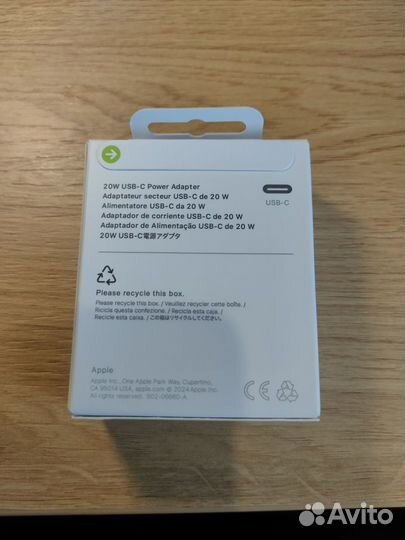 20W USB-C Power Adapter
Adaptateur secteur USB-C de 20 W
Alimentatore USB-C da 20 W
Adaptador de corriente USB-C de 20 W
Adaptador de Alimentação USB-C de 20 W
20W USB-C電源アダプタ
USB-C
Please recycle this box.
Please recycle this box. / Veuillez recycler cette boîte. /
Ricicla questa confezione. / Recicla esta caja. /
Recicle esta caixa. / この箱はリサイクルしてください。
Apple
Apple Inc., One Apple Park Way, Cupertino,
CA 95014 USA, apple.com © 2024 Apple Inc.
All rights reserved. 602-06660-A
CE
Avito